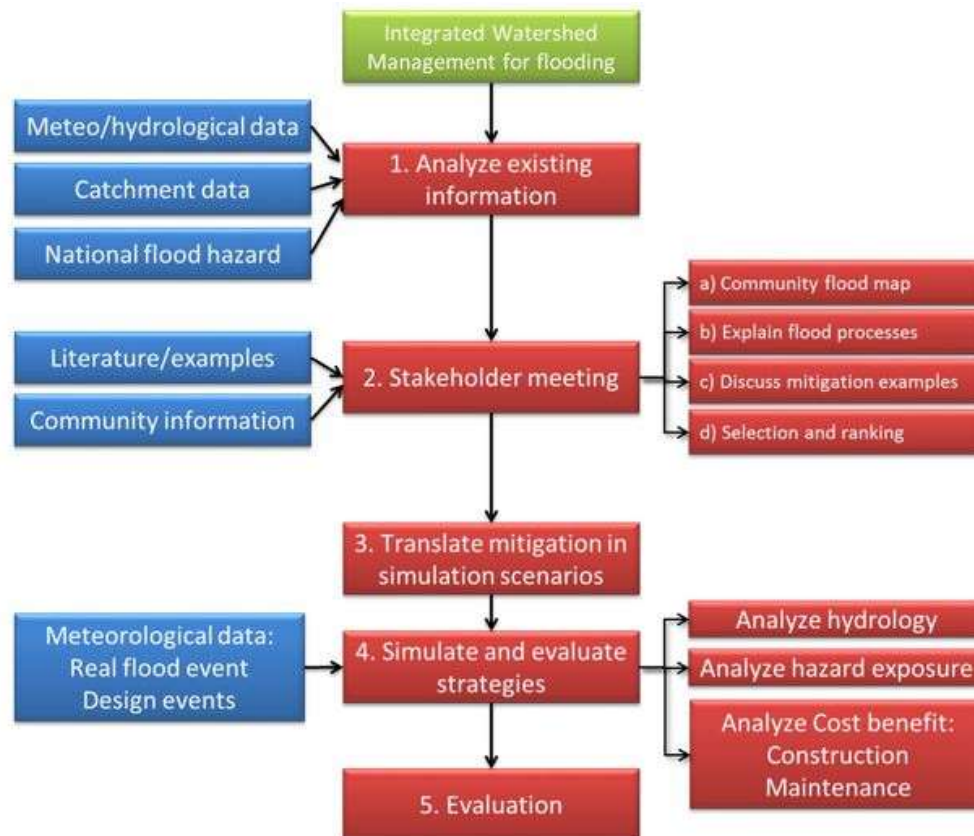 Integrated Watershed
Management for flooding
Meteo/hydrological data
Catchment data
National flood hazard
1. Analyze existing
information
Literature/examples
Community information
2. Stakeholder meeting
a) Community flood map
b) Explain flood processes
c) Discuss mitigation examples
d) Selection and ranking
3. Translate mitigation in
simulation scenarios
Meteorological data:
Real flood event
Design events
4. Simulate and evaluate
strategies
Analyze hydrology
Analyze hazard exposure
Analyze Cost benefit:
Construction
Maintenance
5. Evaluation